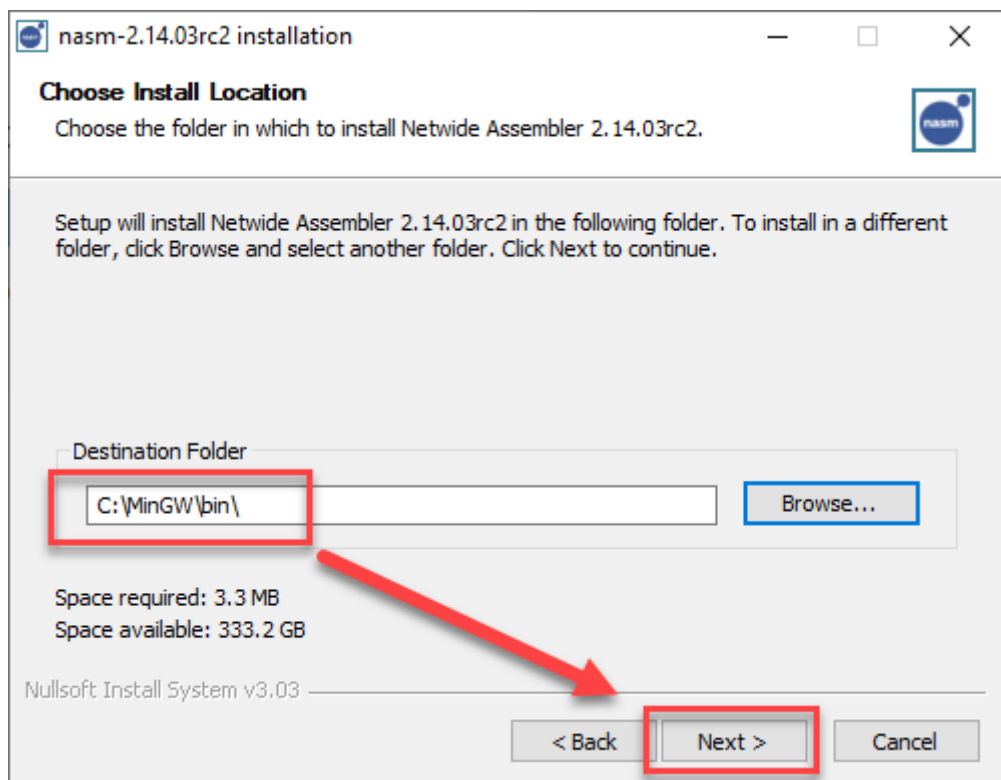 nasm-2.14.03rc2 installation
Choose Install Location
Choose the folder in which to install Netwide Assembler 2.14.03rc2.
nasm
Setup will install Netwide Assembler 2.14.03rc2 in the following folder. To install in a different
folder, click Browse and select another folder. Click Next to continue.
Destination Folder
C:\MinGW\bin\
Browse...
Space required: 3.3 MB
Space available: 333.2 GB
Nullsoft Install System v3.03
< Back
Next >
Cancel